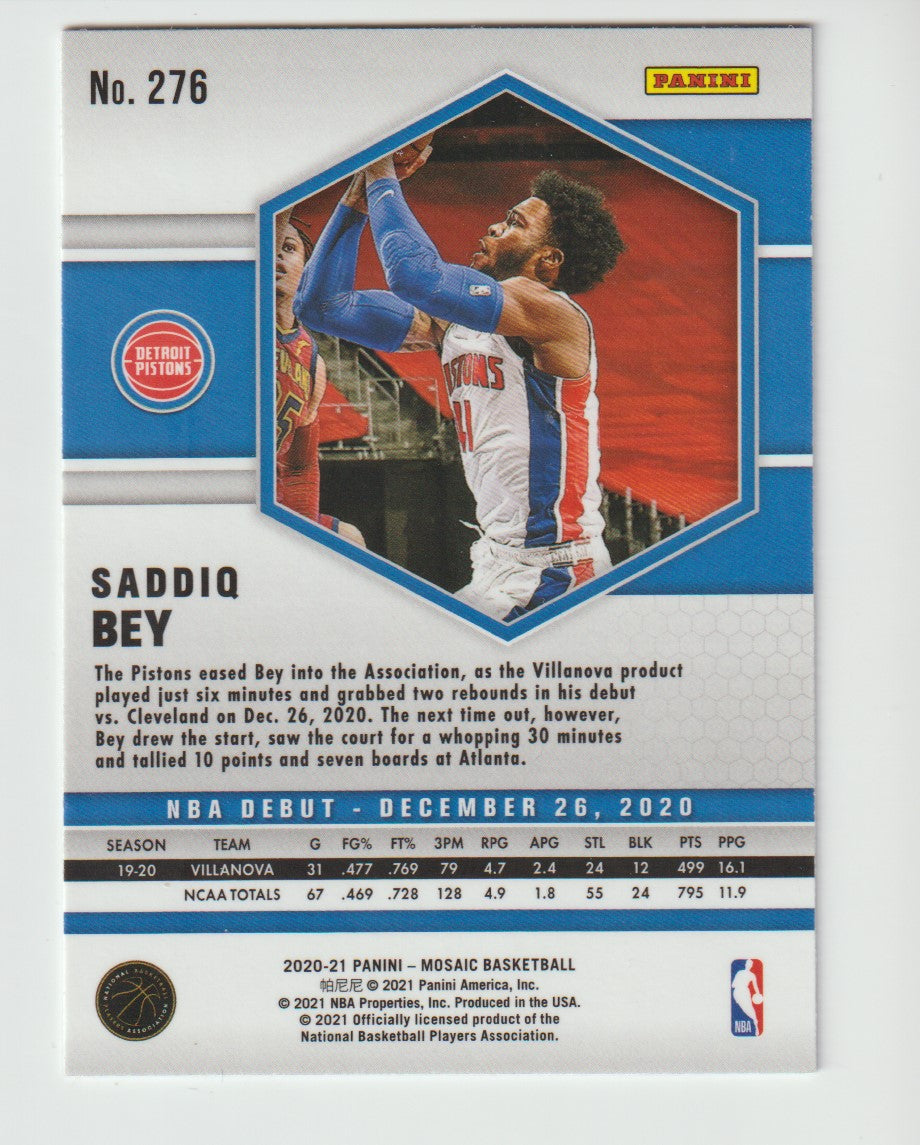 No. 276
PANINI
DETROIT
PISTONS
SADDIQ
BEY
The Pistons eased Bey into the Association, as the Villanova product
played just six minutes and grabbed two rebounds in his debut
vs. Cleveland on Dec. 26, 2020. The next time out, however,
Bey drew the start, saw the court for a whopping 30 minutes
and tallied 10 points and seven boards at Atlanta.
NBA DEBUT - DECEMBER 26, 2020
SEASON TEAM G FG% FT% 3PM RPG APG STL BLK PTS PPG
19-20 VILLANOVA 31 .477 .769 79 4.7 2.4 24 12 499 16.1
NCAA TOTALS 67 .469 .728 128 4.9 1.8 55 24 795 11.9
NATIONAL BASKETBALL
PLAYERS ASSOCIATION
2020-21 PANINI – MOSAIC BASKETBALL
帕尼尼 © 2021 Panini America, Inc.
© 2021 NBA Properties, Inc. Produced in the USA.
© 2021 Officially licensed product of the
National Basketball Players Association.
NBA